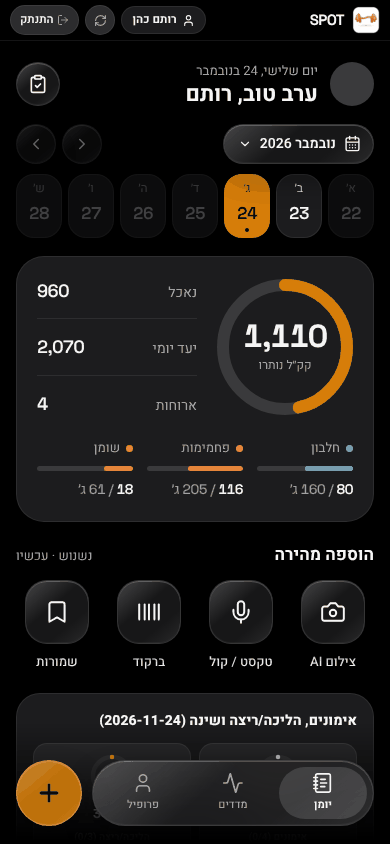 SPOT
רותם כהן
התנתק
יום שלישי, 24 בנובמבר
ערב טוב, רותם
נובמבר 2026
א׳ ב׳ ג׳ ד׳ ה׳ ו׳ ש׳
22 23 24 25 26 27 28
1,110
קק״ל נותרו
נאכל 960
יעד יומי 2,070
ארוחות 4
חלבון פחמימות שומן
80 / 160 ג׳ 116 / 205 ג׳ 18 / 61 ג׳
הוספה מהירה
נשנוש · עכשיו
צילום AI
טקסט / קול
ברקוד
שמורות
אימונים, הליכה/ריצה ושינה (2026-11-24)
יומן
מדדים
פרופיל